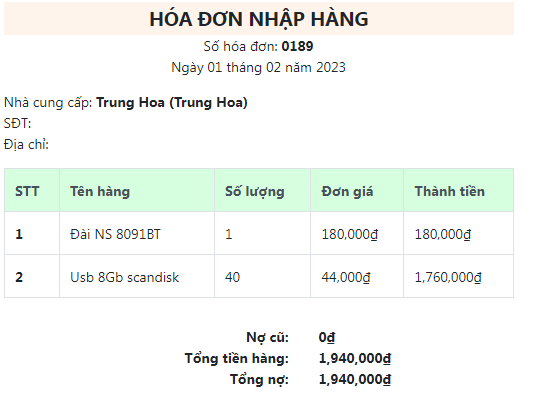 HÓA ĐƠN NHẬP HÀNG
Số hóa đơn: 0189
Ngày 01 tháng 02 năm 2023
Nhà cung cấp: Trung Hoa (Trung Hoa)
SĐT:
Địa chỉ:
STT Tên hàng Số lượng Đơn giá Thành tiền
1 Đài NS 8091BT 1 180,000₫ 180,000₫
2 Usb 8Gb scandisk 40 44,000₫ 1,760,000₫
Nợ cũ: 0₫
Tổng tiền hàng: 1,940,000₫
Tổng nợ: 1,940,000₫